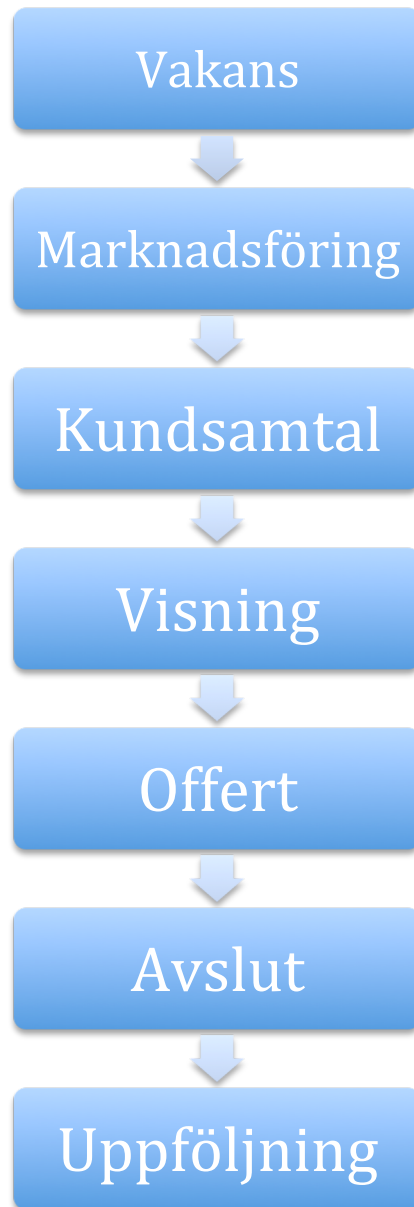 Vakans
Marknadsföring
Kundsamtal
Visning
Offert
Avslut
Uppföljning